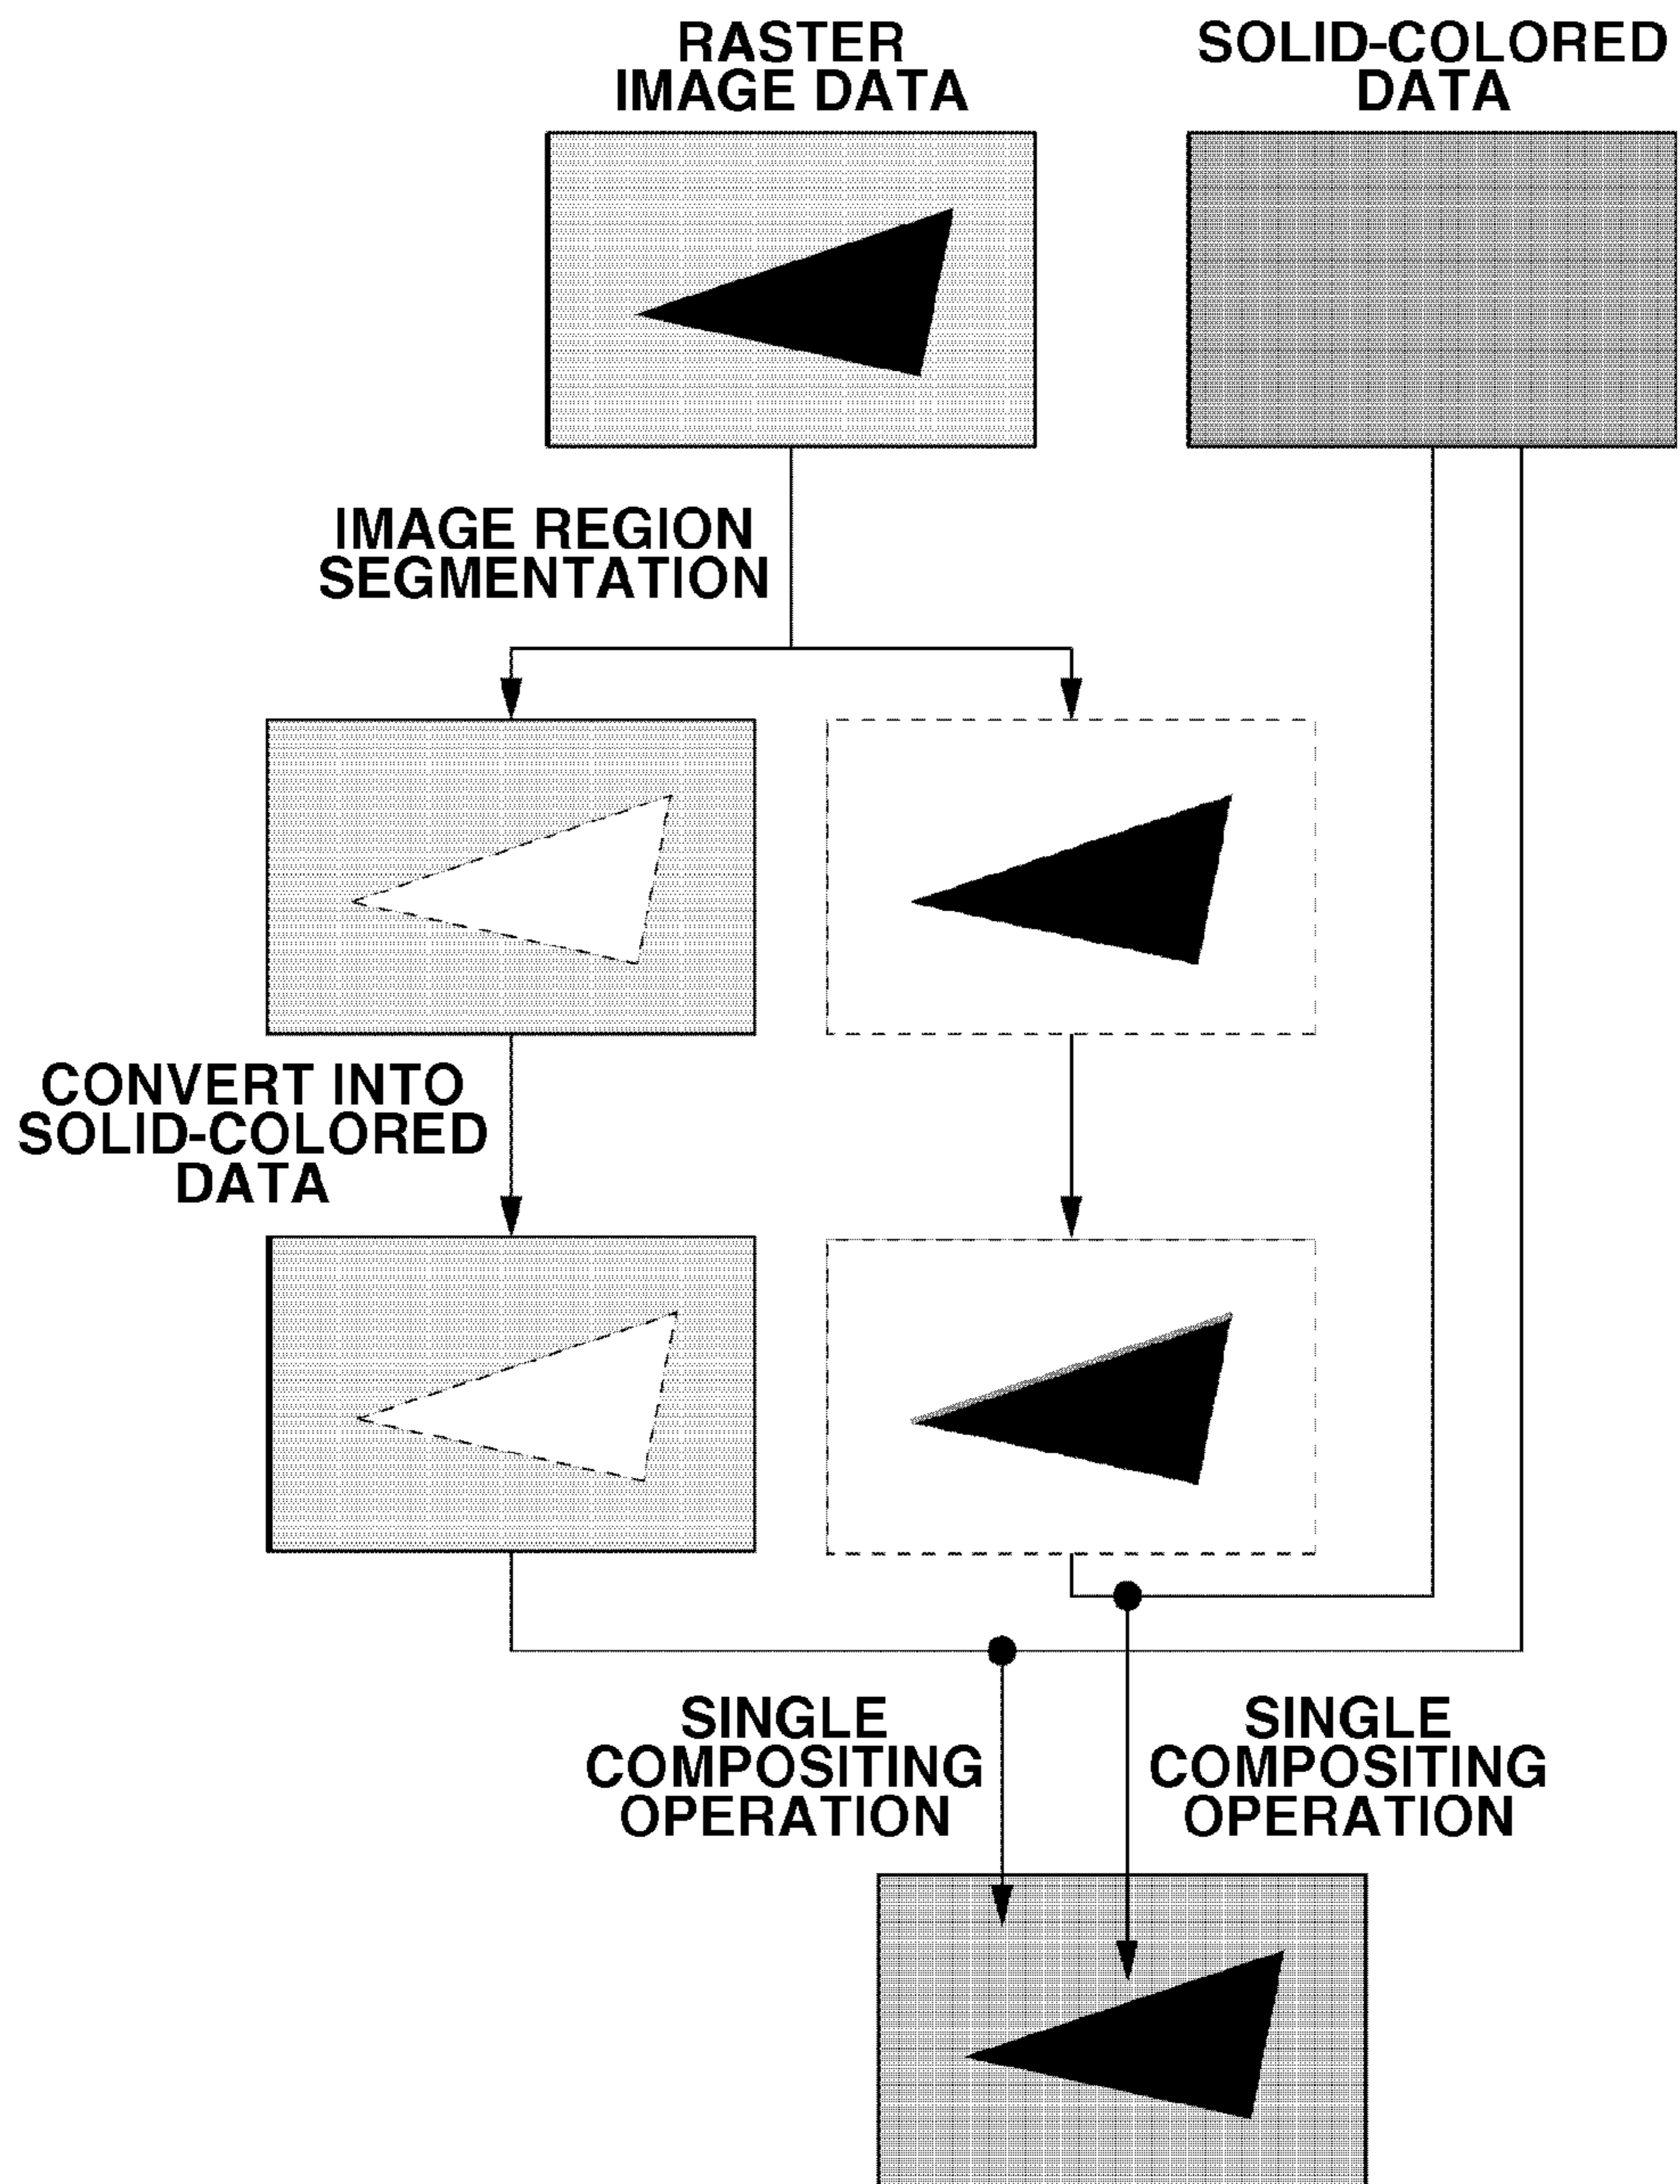 RASTER
IMAGE DATA
SOLID-COLORED
DATA
IMAGE REGION
SEGMENTATION
CONVERT INTO
SOLID-COLORED
DATA
SINGLE
COMPOSITING
OPERATION
SINGLE
COMPOSITING
OPERATION